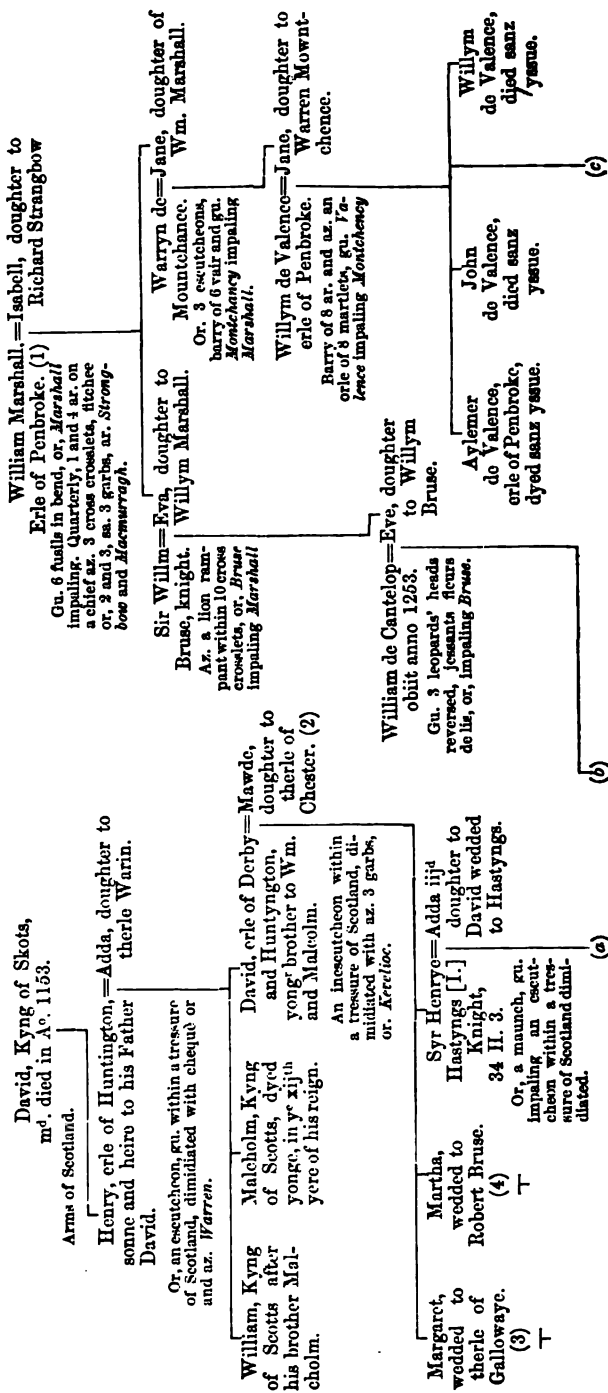 David, Kyng of Skots,
mᵈ. died in Aº. 1153.
Arms of Scotland.
Henry, erle of Huntington,=Adda, daughter to
sonne and heire to his Father therle Warin.
David.
Or, an escutcheon, gu. within a tressure
of Scotland, dimidiated with cheque or
and az. Warren.
William, Kyng
of Scotts after
his brother Mal-
cholm.
Malcholm, Kyng
of Scotts, dyed
yonge, in yᵉ xijth
yere of his reign.
David, erle of Derby=Mawde,
and Huntyngton, doughter to
yongʳ brother to Wm. therle of
and Malcolm. Chester. (2)
An inescutcheon within
a tressure of Scotland, di-
midiated with az. 3 garbs,
or. Kevelioc.
Margaret,
wedded to
therle of
Gallowaye.
(3)
Martha,
wedded to
Robert Bruse.
(4)
Syr Henrye=Adda iijᵈ
Hastyngs [1.] doughter to
Knight, David wedded
34 H. 3. to Hastyngs.
Or, a maunch, gu.
impaling an escut-
cheon within a tres-
sure of Scotland dimi-
diated.
(a)
William Marshall.=Isabell, doughter to
Erle of Penbroke. (1) Richard Strangbow
Gu. 6 fusils in bend, or, Marshall
impaling. Quarterly, 1 and 4 ar. on
a chief az. 3 cross crosslets, fitchee
or, 2 and 3, sa. 3 garbs, ar. Strong-
bow and Macmurragh.
Sir Willm=Eva, doughter to
Bruse, knight. Willym Marshall.
Az. a lion ram-
pant within 10 cross
crosslets, or, Bruse
impaling Marshall
Warryn de=Jane, doughter of
Mountchance. Wm. Marshall.
Or. 3 escutcheons,
barry of 6 vair and gu.
Montchancy impaling
Marshall.
William de Cantelop=Eve, doughter
obiit anno 1253. to Willym
Bruse.
Gu. 3 leopards' heads
reversed, jessants fleurs
de lis, or, impaling Bruse.
(b)
Willym de Valence=Jane, doughter to
erle of Penbroke. Warren Mownt-
chence.
Barry of 8 ar. and az. an
orle of 8 martlets, gu. Va-
lence impaling Montchency
Aylemer
de Valence,
erle of Penbroke,
dyed sanz yssue.
John
de Valence,
died sanz
yssue.
(c)
Willym
de Valence,
died sanz
yssue.